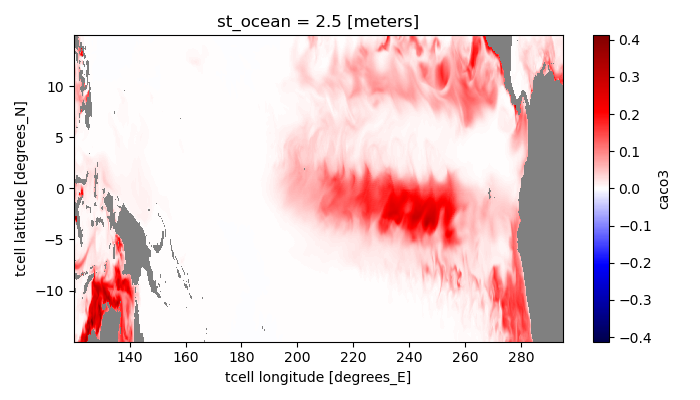 st_ocean = 2.5 [meters]
10
5
0
−5
−10
tcell latitude [degrees_N]
140 160 180 200 220 240 260 280
tcell longitude [degrees_E]
0.4
0.3
0.2
0.1
0.0
−0.1
−0.2
−0.3
−0.4
caco3